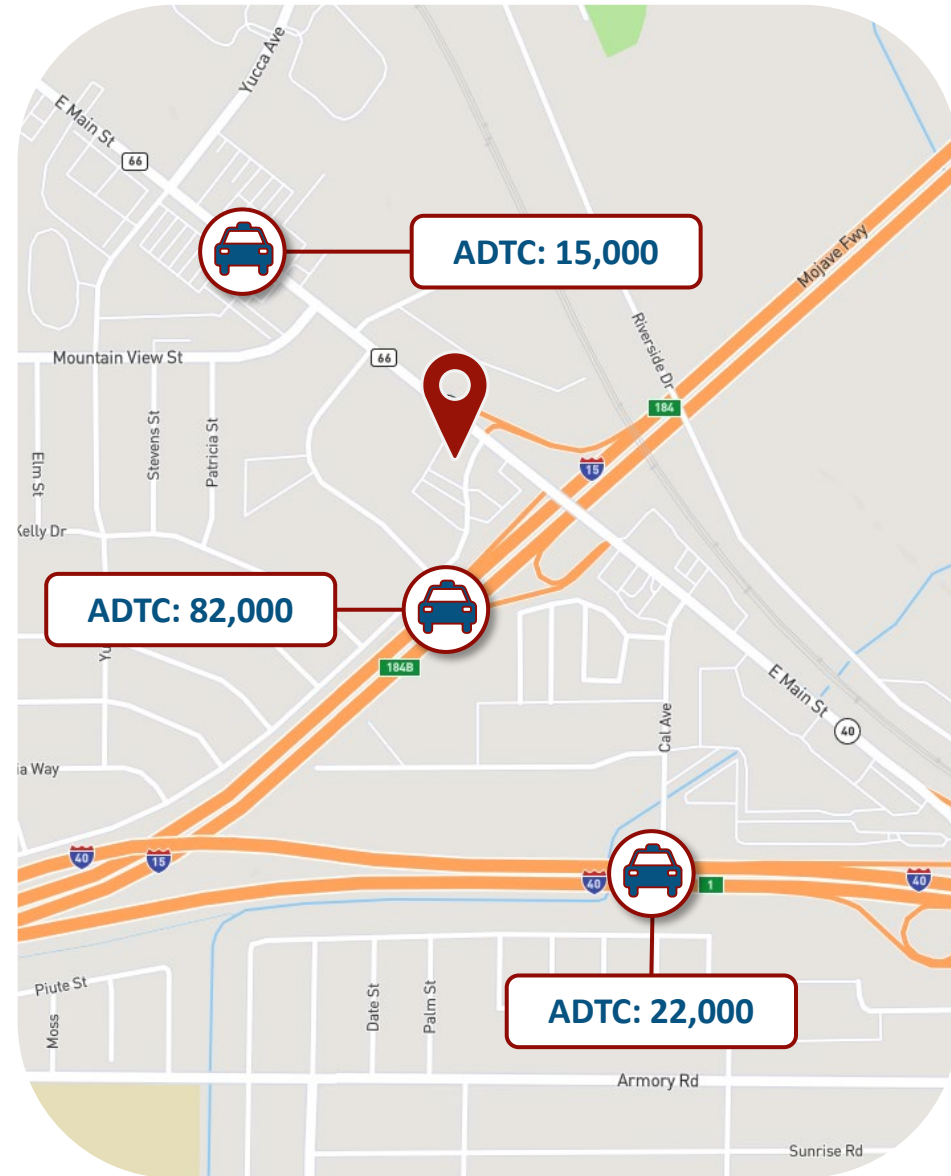 Yucca Ave
E Main St
66
ADTC: 15,000
Mojave Fwy
Riverside Dr
Mountain View St
66
184
Stevens St
Patricia St
Elm St
15
Kelly Dr
ADTC: 82,000
184B
E Main St
40
Cal Ave
ia Way
40
15
40
1
40
Piute St
Moss
Date St
Palm St
ADTC: 22,000
Armory Rd
Sunrise Rd